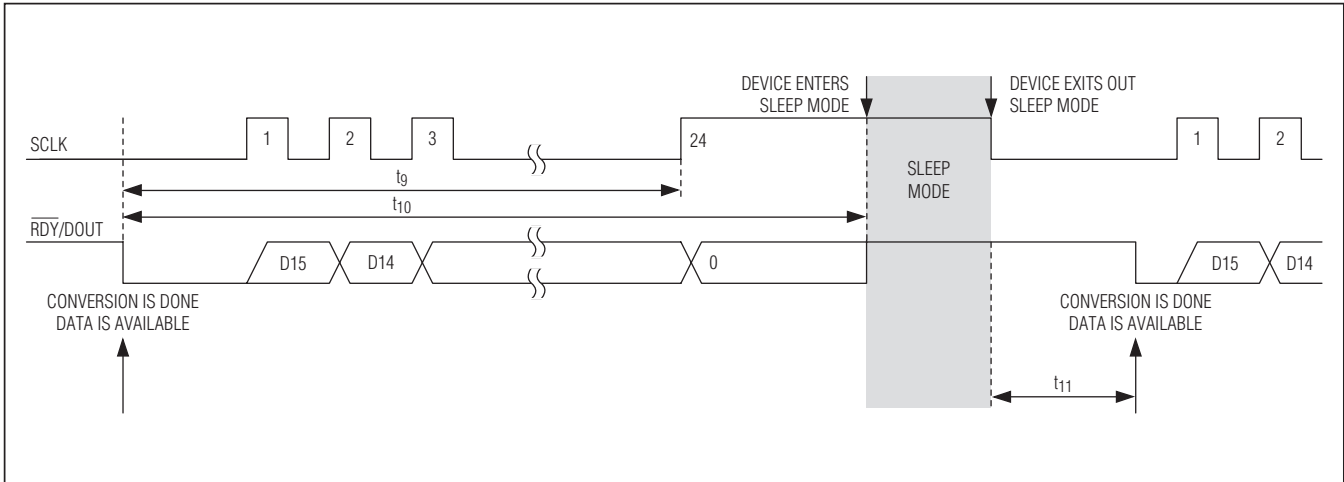 DEVICE ENTERS
SLEEP MODE
DEVICE EXITS OUT
SLEEP MODE
SCLK
1
2
3
24
1
2
SLEEP
MODE
t9
t10
RDY/DOUT
D15
D14
0
D15
D14
CONVERSION IS DONE
DATA IS AVAILABLE
CONVERSION IS DONE
DATA IS AVAILABLE
t11